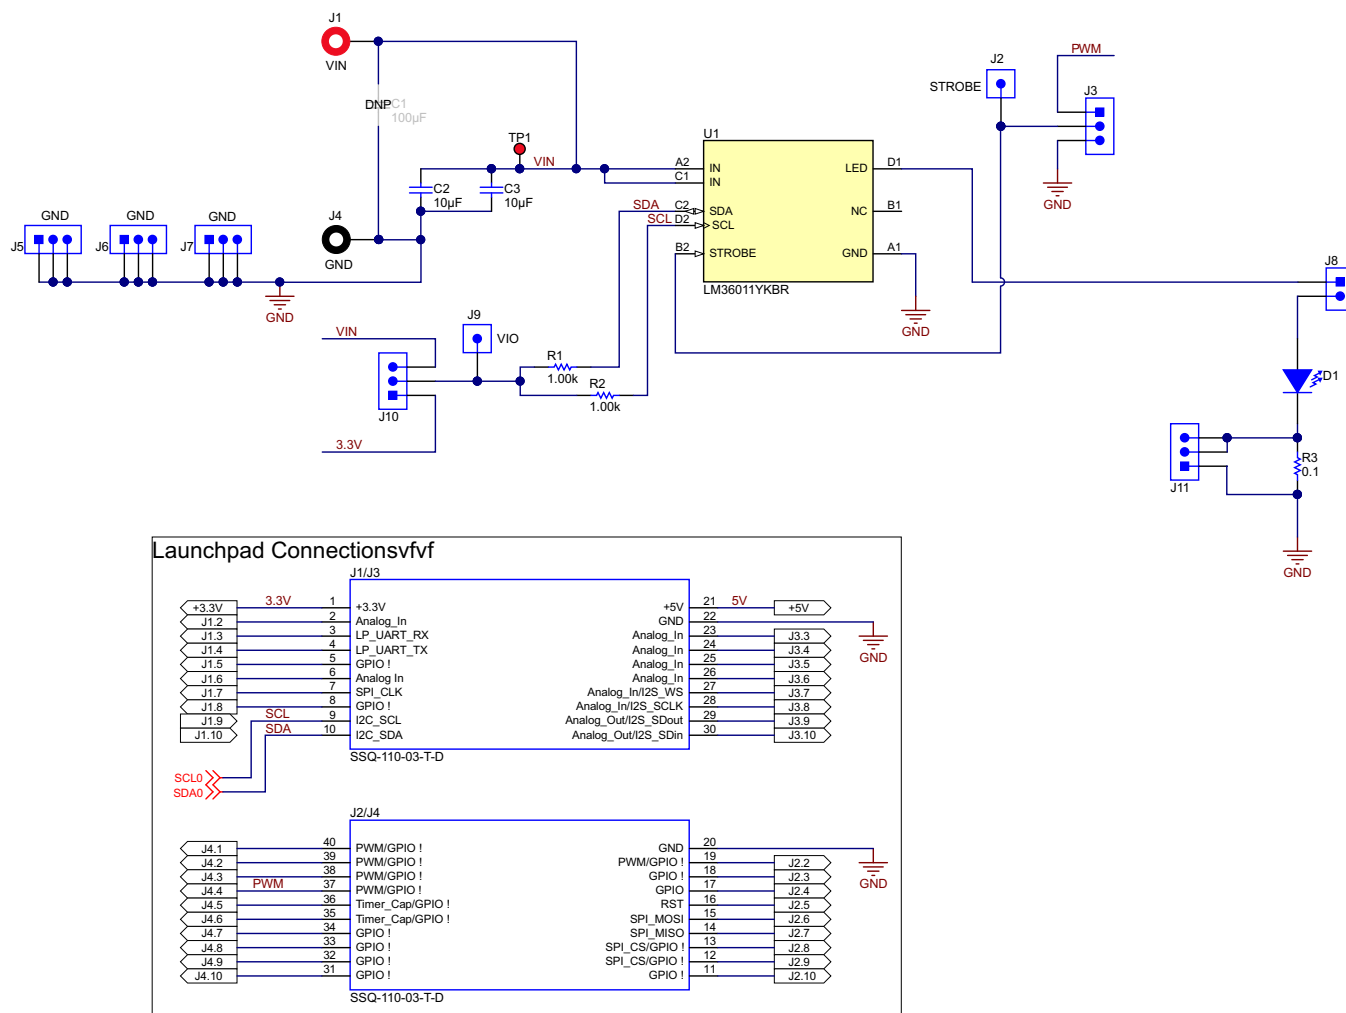 J1
VIN
DNP
C1
100µF
TP1
VIN
C2
10µF
C3
10µF
J4
GND
GND
GND
GND
J5
J6
J7
GND
U1
A2
IN
C1
IN
SDA
C2
SDA
SCL
D2
SCL
B2
STROBE
LED
D1
NC
B1
GND
A1
LM36011YKBR
GND
J2
STROBE
PWM
J3
GND
J8
D1
J11
R3
0.1
GND
VIN
J9
VIO
R1
1.00k
R2
1.00k
J10
3.3V
Launchpad Connectionsvfvf
J1/J3
+3.3V 3.3V 1 +3.3V
J1.2 2 Analog_In
J1.3 3 LP_UART_RX
J1.4 4 LP_UART_TX
J1.5 5 GPIO !
J1.6 6 Analog In
J1.7 7 SPI_CLK
J1.8 8 GPIO !
J1.9 SCL 9 I2C_SCL
J1.10 SDA 10 I2C_SDA
+5V 21 5V +5V
GND 22
Analog_In 23 J3.3
Analog_In 24 J3.4
Analog_In 25 J3.5
Analog_In 26 J3.6
Analog_In/I2S_WS 27 J3.7
Analog_In/I2S_SCLK 28 J3.8
Analog_Out/I2S_SDout 29 J3.9
Analog_Out/I2S_SDin 30 J3.10
GND
SSQ-110-03-T-D
SCL0
SDA0
J2/J4
J4.1 40 PWM/GPIO !
J4.2 39 PWM/GPIO !
J4.3 38 PWM/GPIO !
J4.4 PWM 37 PWM/GPIO !
J4.5 36 Timer_Cap/GPIO !
J4.6 35 Timer_Cap/GPIO !
J4.7 34 GPIO !
J4.8 33 GPIO !
J4.9 32 GPIO !
J4.10 31 GPIO !
GND 20
PWM/GPIO ! 19 J2.2
GPIO ! 18 J2.3
GPIO 17 J2.4
RST 16 J2.5
SPI_MOSI 15 J2.6
SPI_MISO 14 J2.7
SPI_CS/GPIO ! 13 J2.8
SPI_CS/GPIO ! 12 J2.9
GPIO ! 11 J2.10
GND
SSQ-110-03-T-D